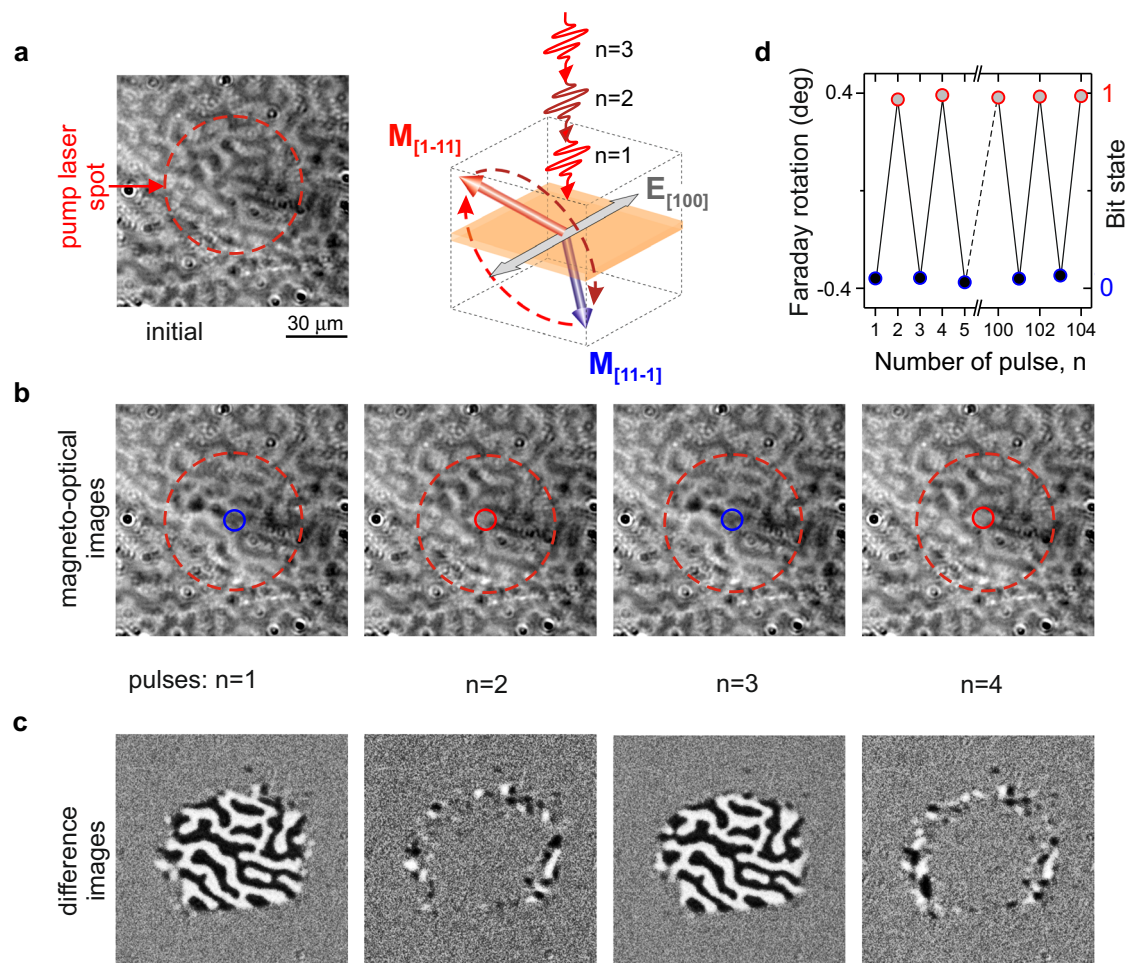 a
pump laser
spot
initial
30 μm
n=3
n=2
n=1
M[1-11]
E[100]
M[11-1]
d
Faraday rotation (deg)
0.4
-0.4
1
0
Bit state
1 2 3 4 5 100 102 104
Number of pulse, n
b
magneto-optical
images
pulses: n=1
n=2
n=3
n=4
c
difference
images